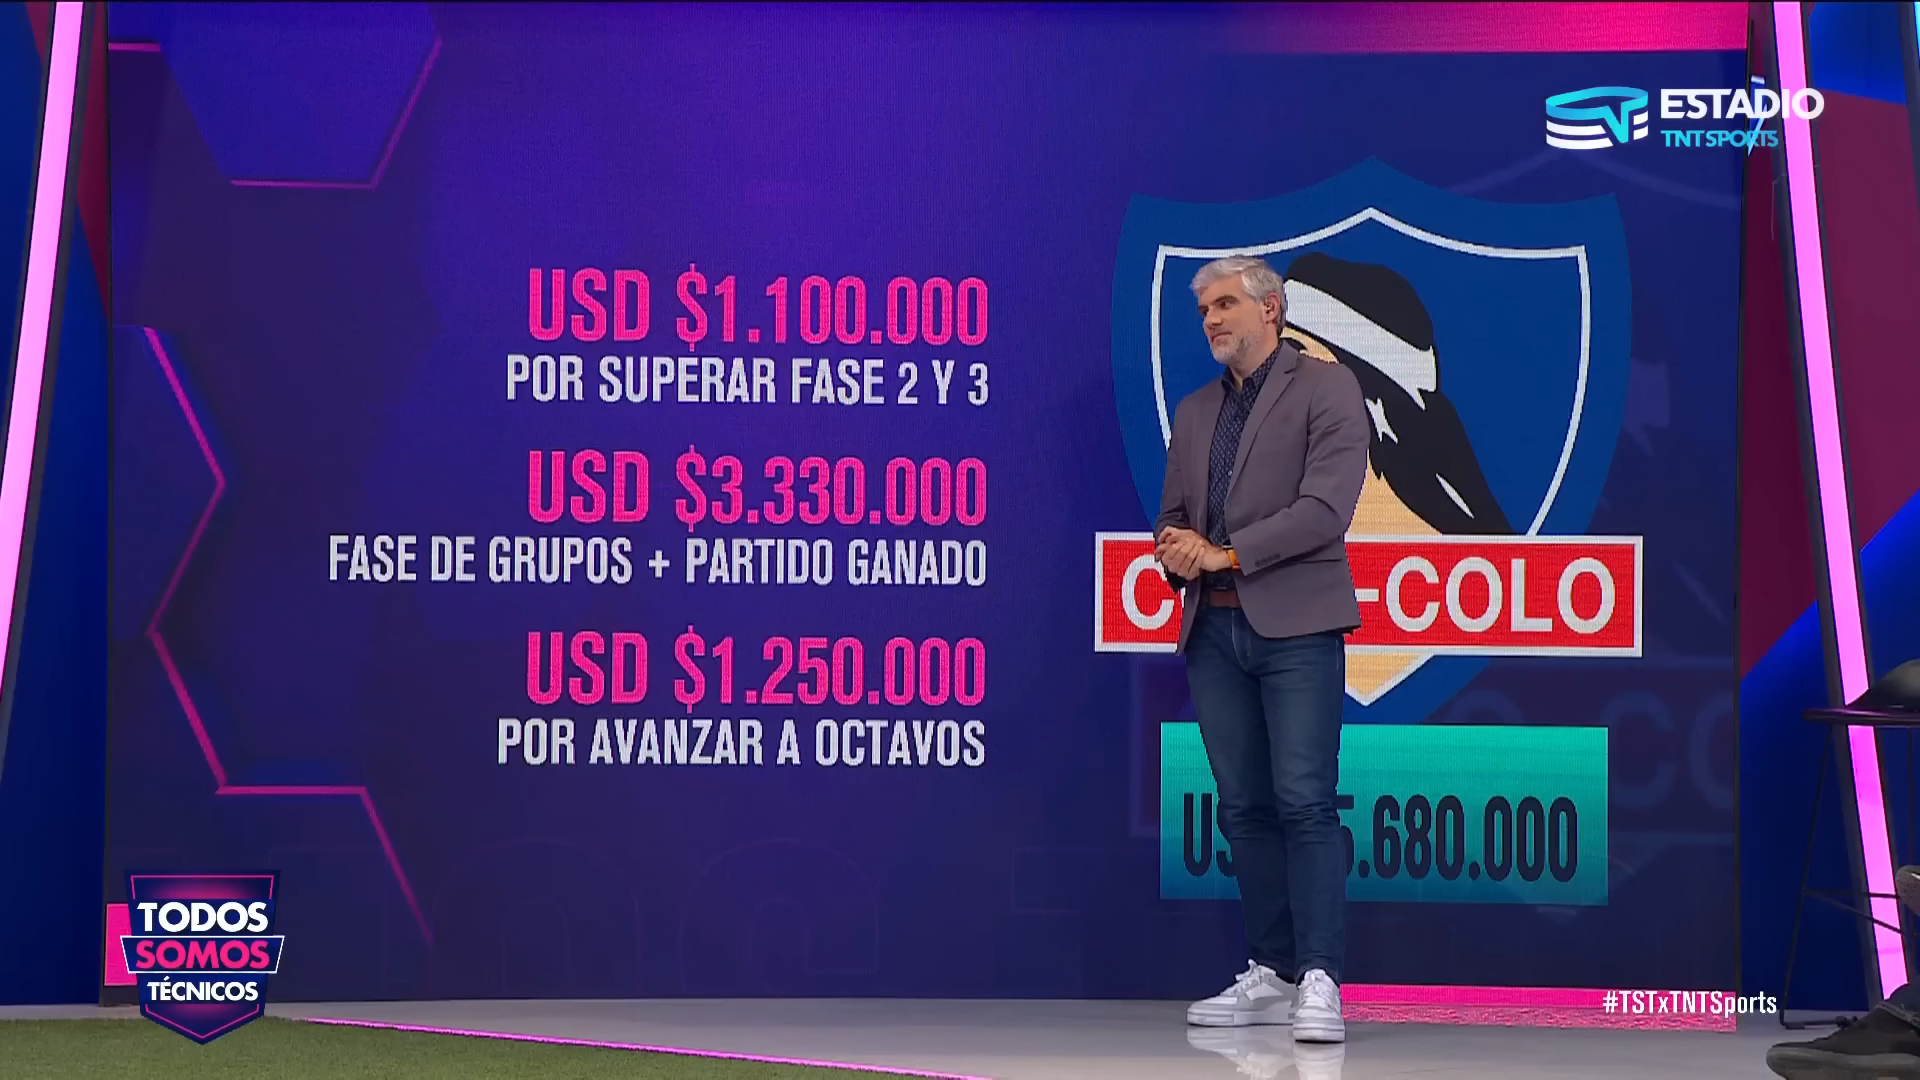 ESTADIO
TNT SPORTS
USD $1.100.000
POR SUPERAR FASE 2 Y 3
USD $3.330.000
FASE DE GRUPOS + PARTIDO GANADO
USD $1.250.000
POR AVANZAR A OCTAVOS
-COLO
5.680.000
TODOS
SOMOS
TÉCNICOS
#TSTxTNTSports